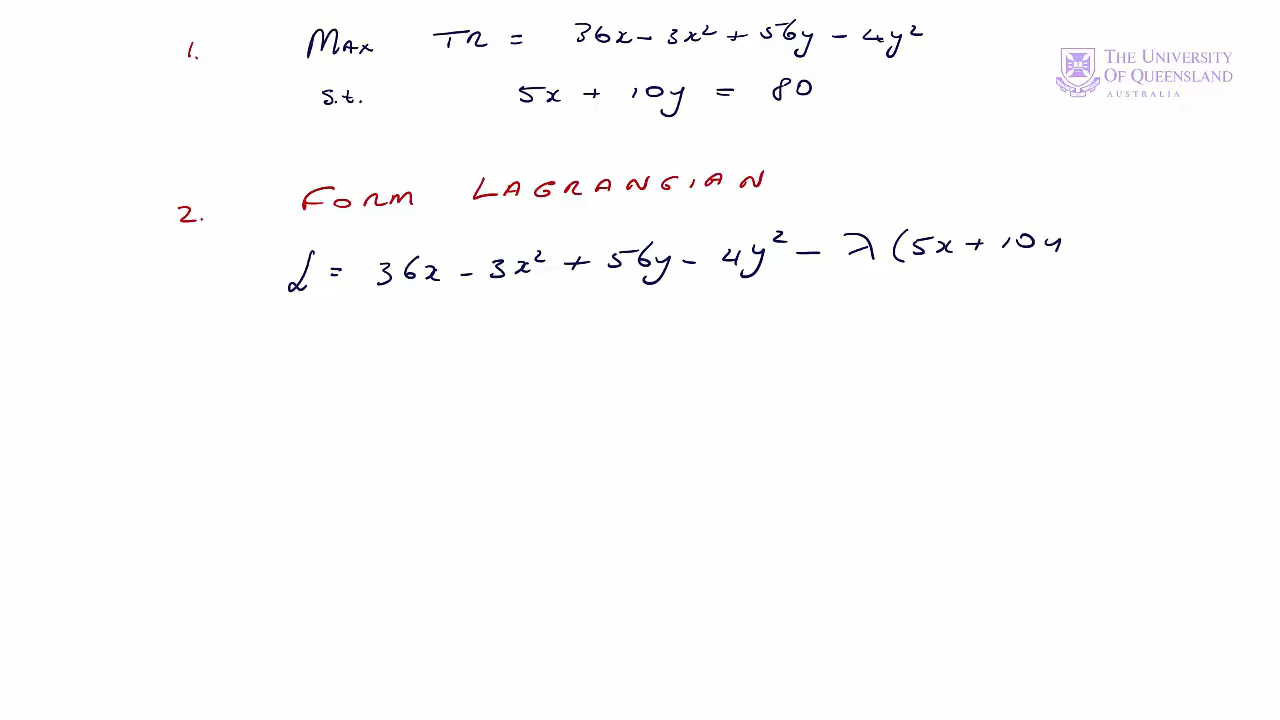 1. MAX TR = 36x - 3x² + 56y - 4y²
s.t. 5x + 10y = 80
THE UNIVERSITY
OF QUEENSLAND
AUSTRALIA
2. FORM LAGRANGIAN
ℒ = 36x - 3x² + 56y - 4y² - λ(5x + 10y